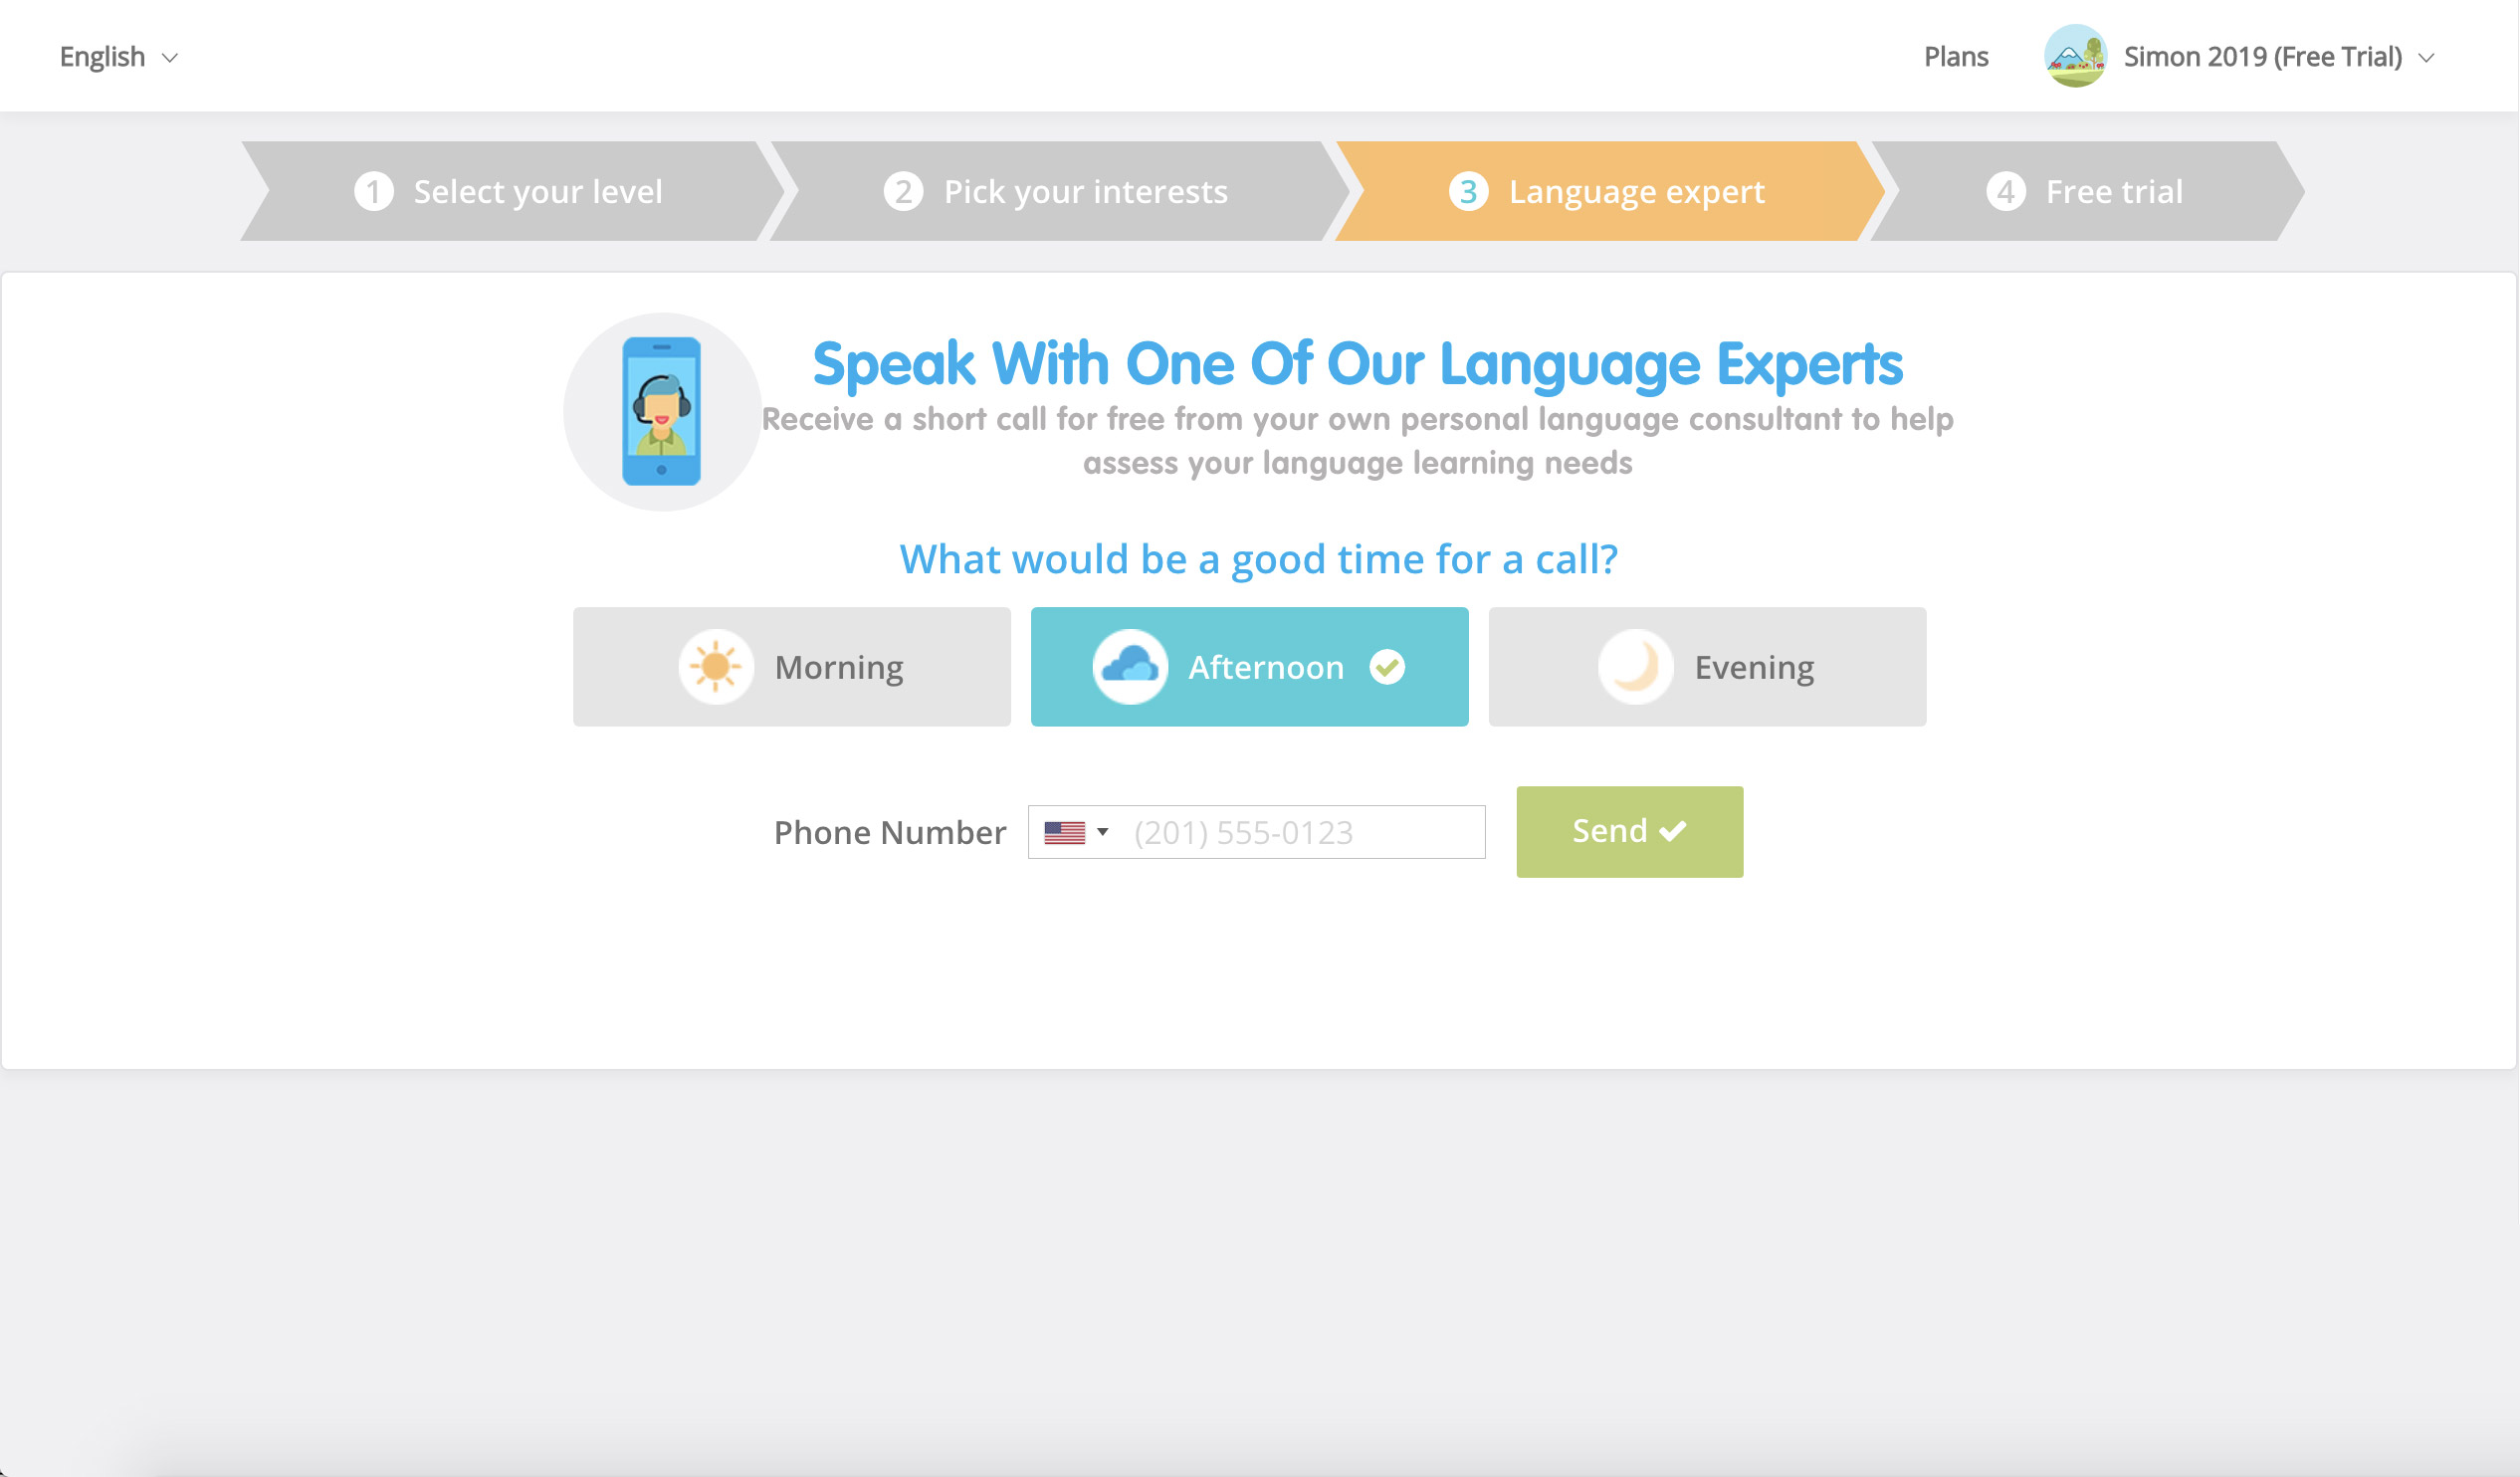 English
Plans
Simon 2019 (Free Trial)
1 Select your level
2 Pick your interests
3 Language expert
4 Free trial
Speak With One Of Our Language Experts
Receive a short call for free from your own personal language consultant to help
assess your language learning needs
What would be a good time for a call?
Morning
Afternoon
Evening
Phone Number
(201) 555-0123
Send